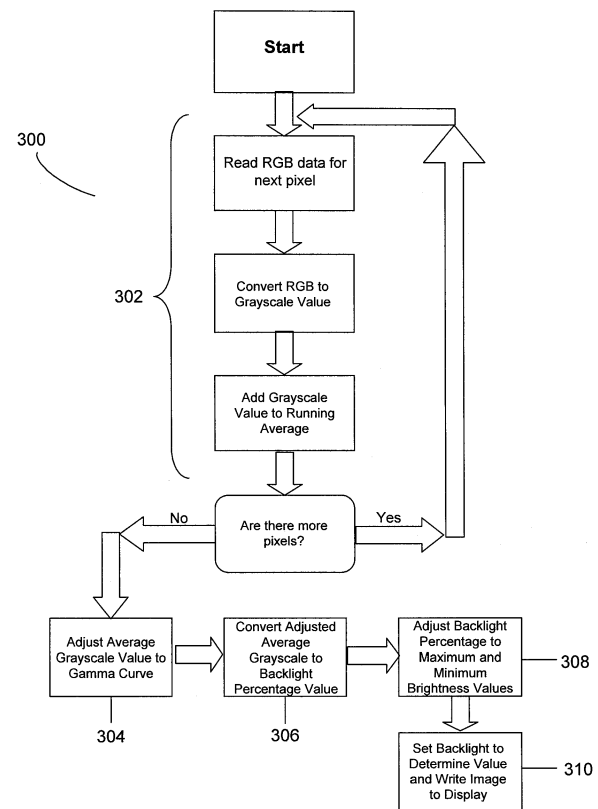 Start
300
Read RGB data for
next pixel
302
Convert RGB to
Grayscale Value
Add Grayscale
Value to Running
Average
No
Are there more
pixels?
Yes
Adjust Average
Grayscale Value to
Gamma Curve
Convert Adjusted
Average
Grayscale to
Backlight
Percentage Value
Adjust Backlight
Percentage to
Maximum and
Minimum
Brightness Values
308
304
306
Set Backlight to
Determine Value
and Write Image
to Display
310